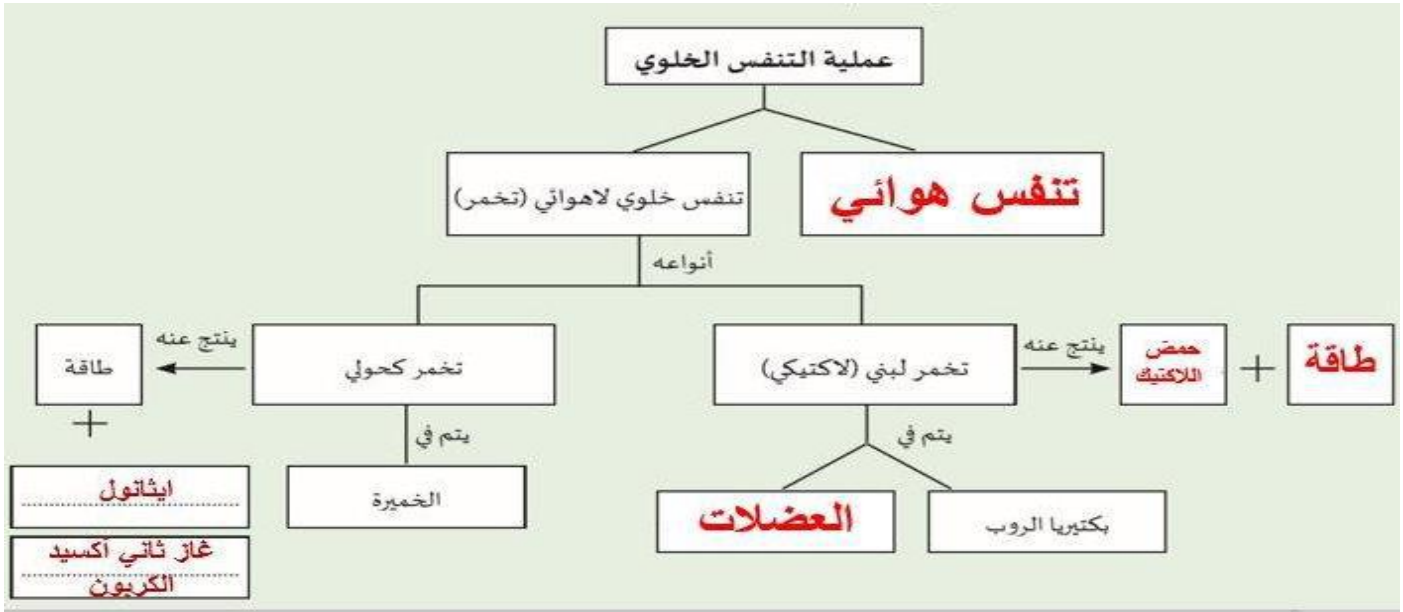 عملية التنفس الخلوي
تنفس هوائي
تنفس خلوي لاهوائي (تخمر)
أنواعه
طاقة
+
حمض
اللاكتيك
ينتج عنه
تخمر لبني (لاكتيكي)
تخمر كحولي
ينتج عنه
طاقة
+
يتم في
يتم في
بكتيريا الروب
العضلات
الخميرة
ايثانول
غاز ثاني أكسيد
الكربون